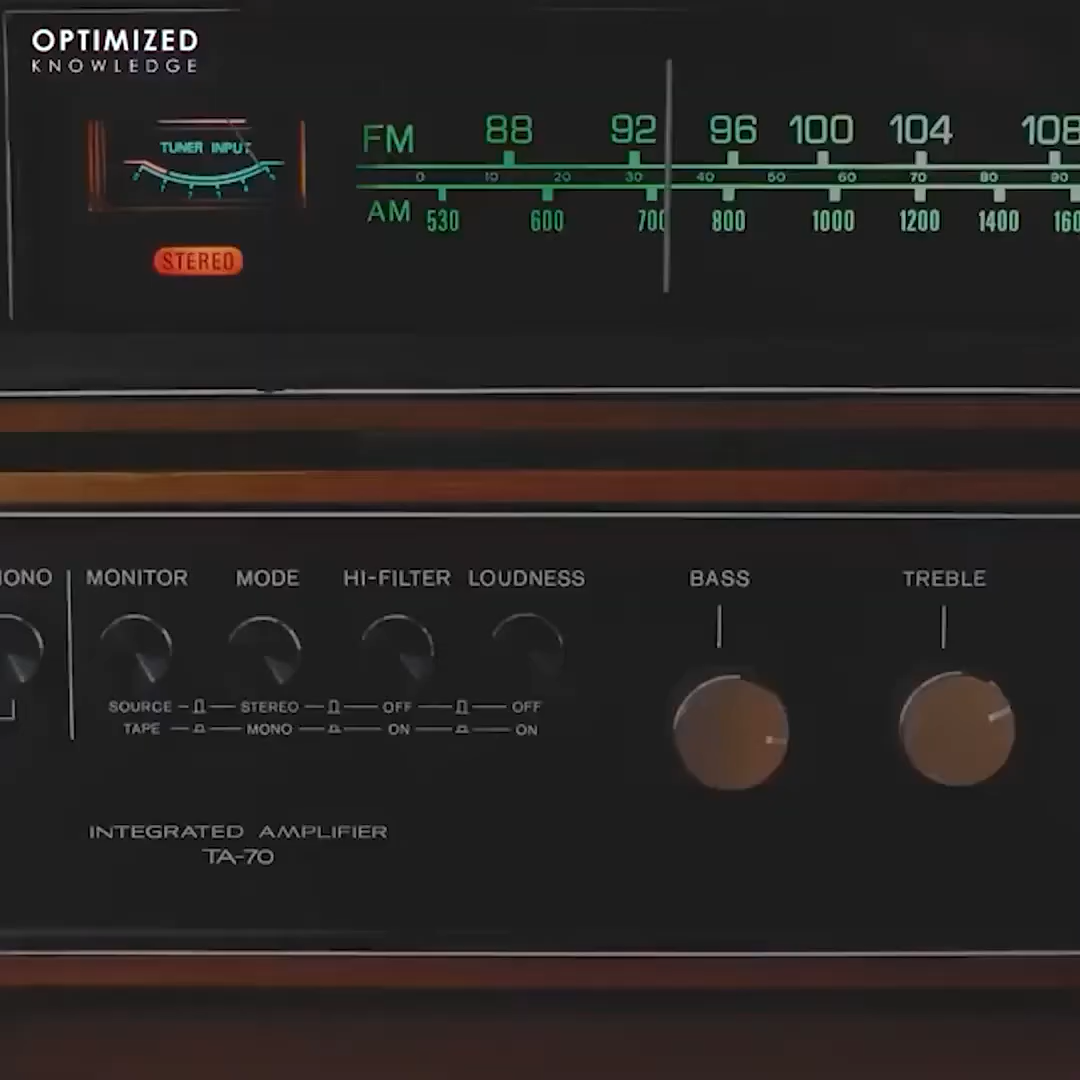 OPTIMIZED
KNOWLEDGE
TUNER INPUT
STEREO
FM 88 92 96 100 104 108
0 10 20 30 40 50 60 70 80 90
AM 530 600 700 800 1000 1200 1400
MONITOR MODE HI-FILTER LOUDNESS BASS TREBLE
SOURCE STEREO OFF OFF
TAPE MONO ON ON
INTEGRATED AMPLIFIER
TA-70